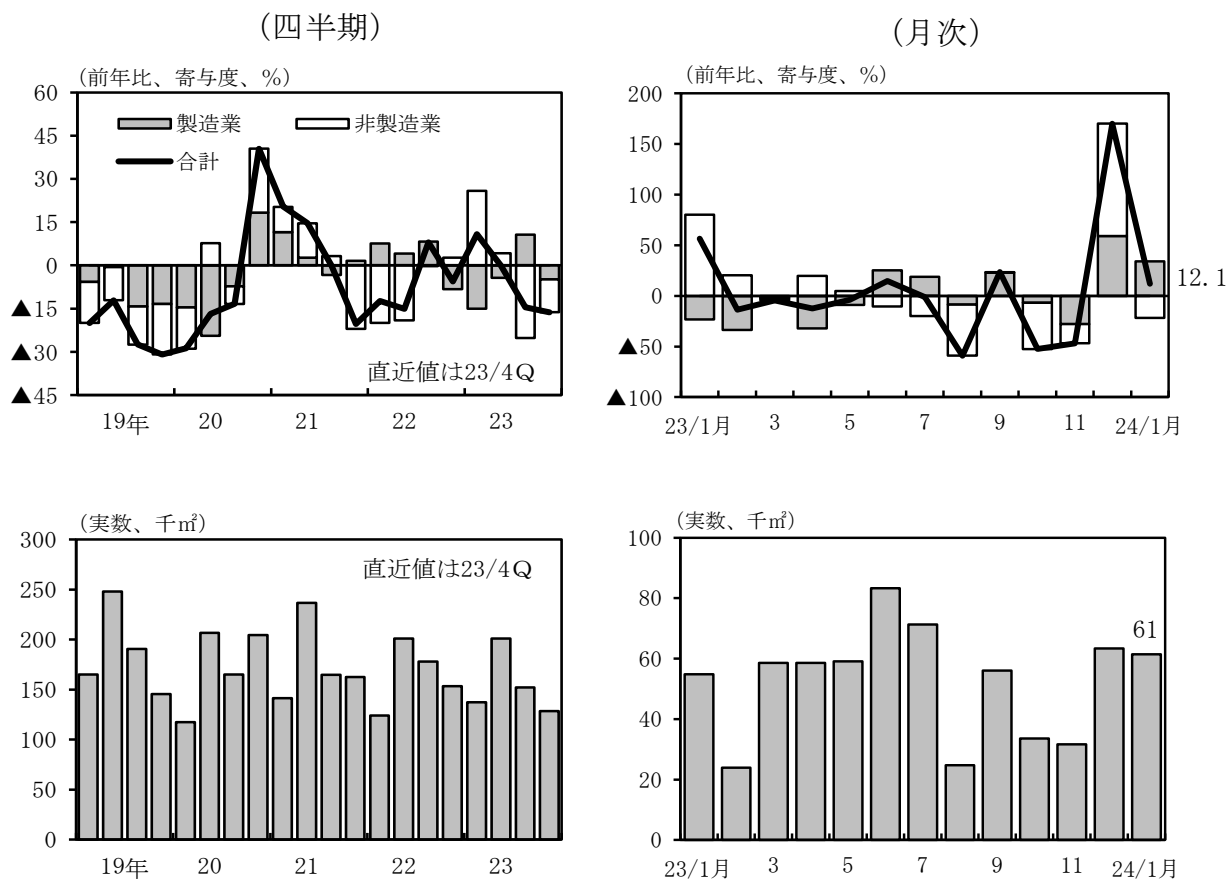 (四半期)
(月次)
(前年比、寄与度、%)
60
45
30
15
0
▲15
▲30
▲45
製造業
非製造業
合計
直近値は23/4Q
19年 20 21 22 23
(前年比、寄与度、%)
200
150
100
50
0
▲50
▲100
12.1
23/1月 3 5 7 9 11 24/1月
(実数、千㎡)
300
250
200
150
100
50
0
直近値は23/4Q
19年 20 21 22 23
(実数、千㎡)
100
80
60
40
20
0
61
23/1月 3 5 7 9 11 24/1月